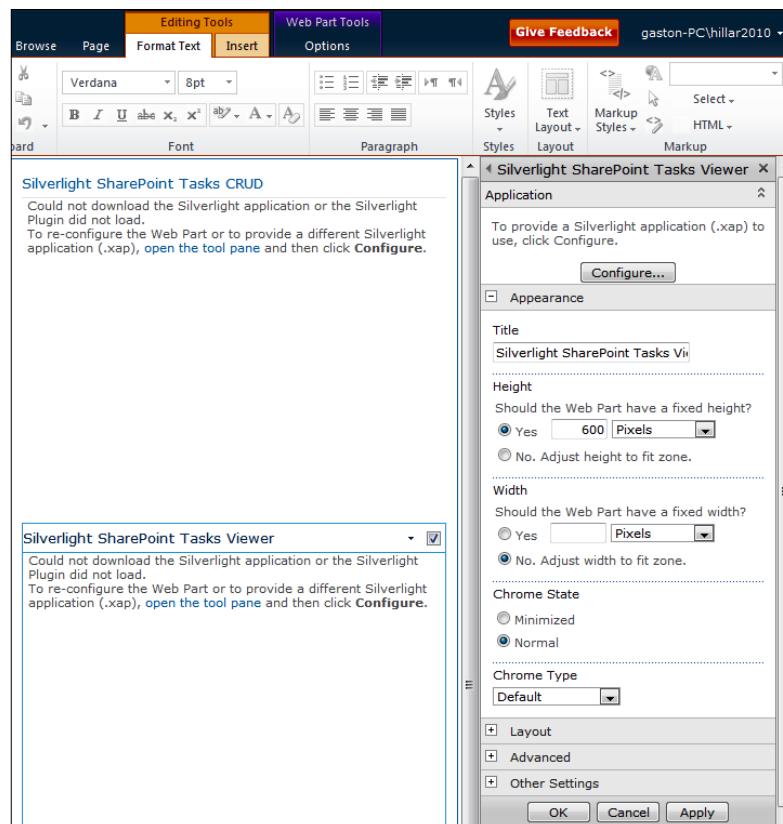 Editing Tools
Web Part Tools
Browse
Page
Format Text
Insert
Options
Give Feedback
gaston-PC\hillar2010
Verdana
8pt
B I U abc X₂ X² ab A A
Styles
Text
Layout
Markup
Styles
Select
HTML
oard
Font
Paragraph
Styles
Layout
Markup
Silverlight SharePoint Tasks CRUD
Could not download the Silverlight application or the Silverlight
Plugin did not load.
To re-configure the Web Part or to provide a different Silverlight
application (.xap), open the tool pane and then click Configure.
Silverlight SharePoint Tasks Viewer
Could not download the Silverlight application or the Silverlight
Plugin did not load.
To re-configure the Web Part or to provide a different Silverlight
application (.xap), open the tool pane and then click Configure.
Silverlight SharePoint Tasks Viewer
Application
To provide a Silverlight application (.xap) to
use, click Configure.
Configure...
Appearance
Title
Silverlight SharePoint Tasks Vi
Height
Should the Web Part have a fixed height?
Yes 600 Pixels
No. Adjust height to fit zone.
Width
Should the Web Part have a fixed width?
Yes Pixels
No. Adjust width to fit zone.
Chrome State
Minimized
Normal
Chrome Type
Default
Layout
Advanced
Other Settings
OK Cancel Apply